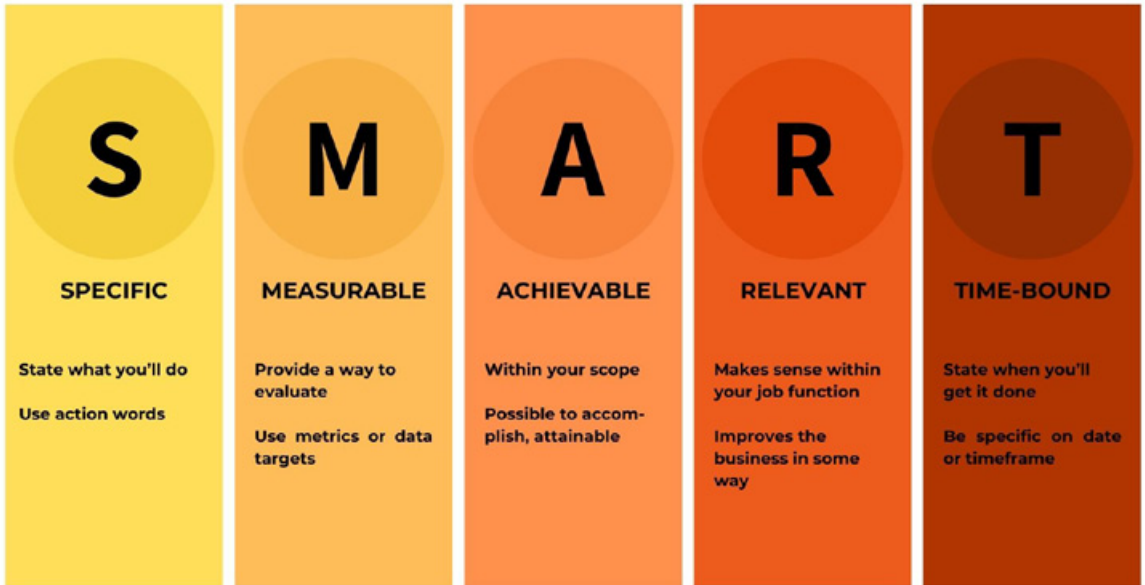 S
SPECIFIC
State what you'll do
Use action words
M
MEASURABLE
Provide a way to
evaluate
Use metrics or data
targets
A
ACHIEVABLE
Within your scope
Possible to accom-
plish, attainable
R
RELEVANT
Makes sense within
your job function
Improves the
business in some
way
T
TIME-BOUND
State when you'll
get it done
Be specific on date
or timeframe